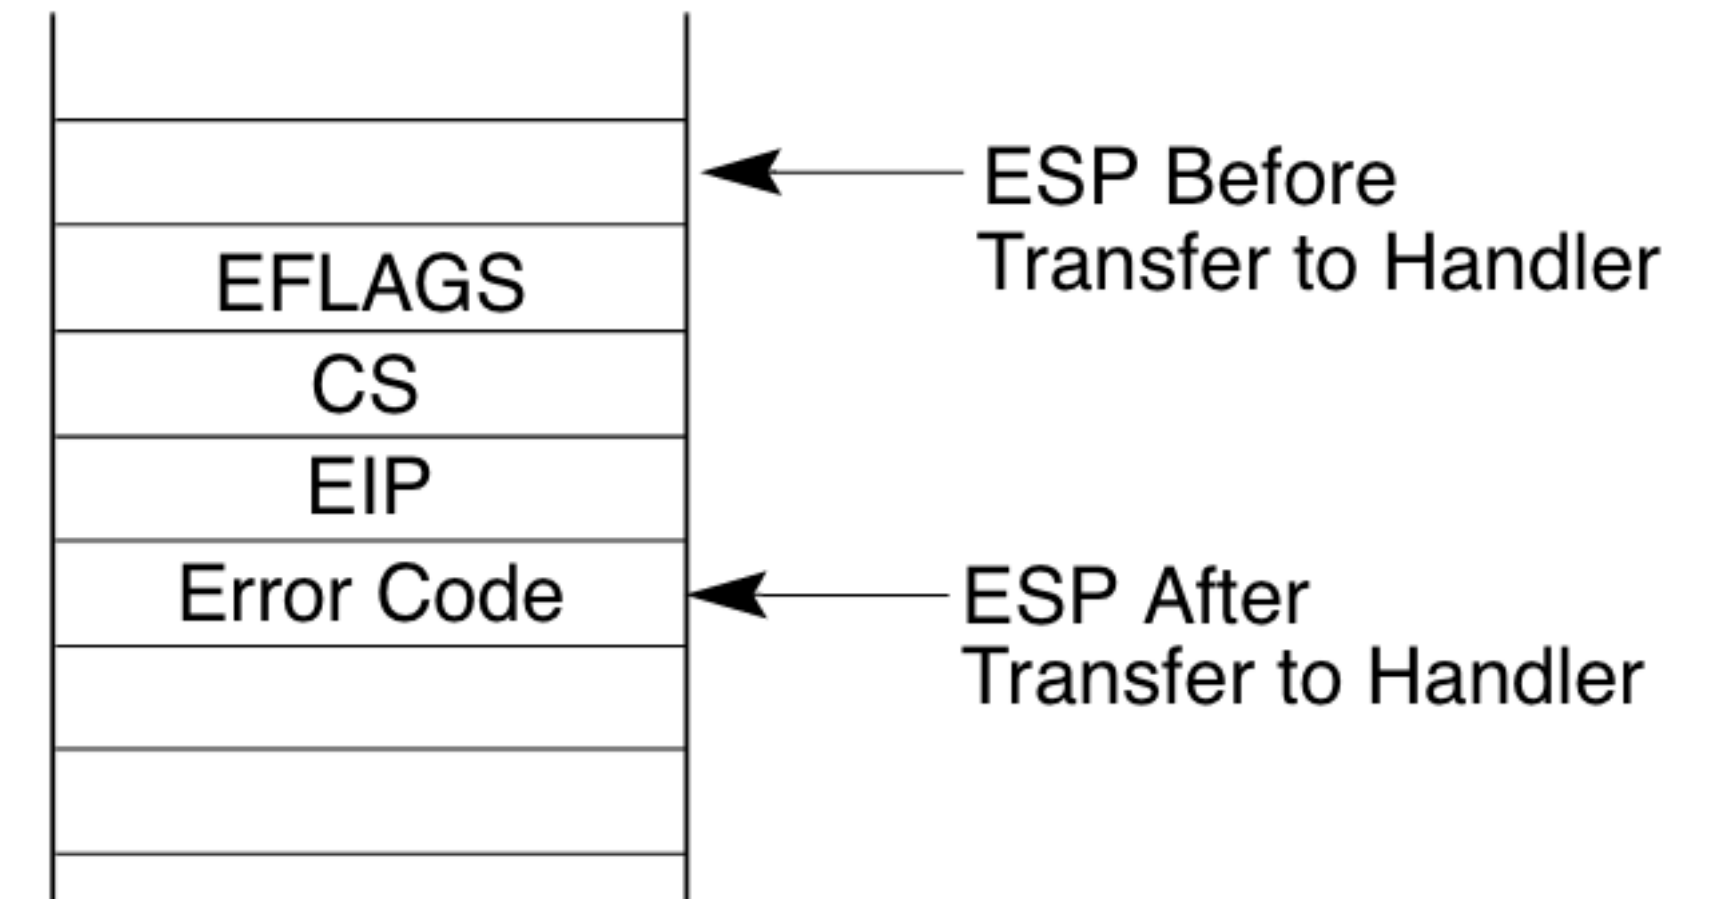 ESP Before
Transfer to Handler
EFLAGS
CS
EIP
Error Code
ESP After
Transfer to Handler